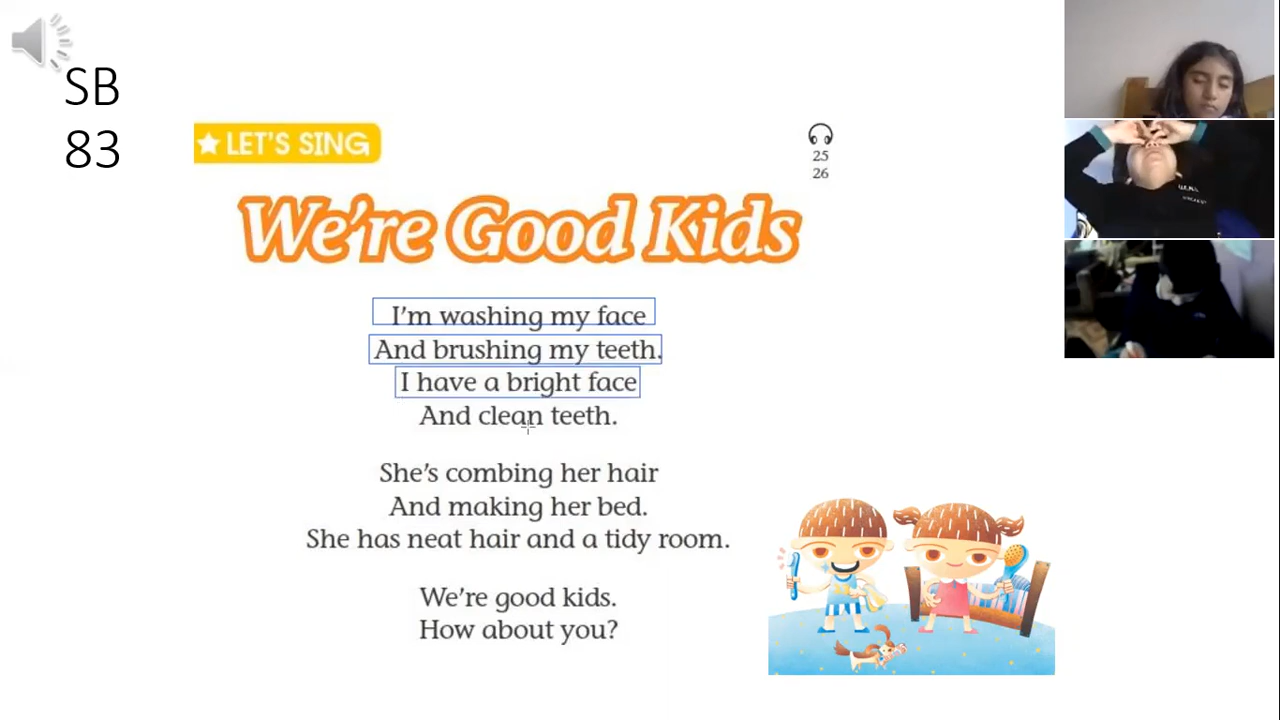 SB
83
★ LET'S SING
25
26
We're Good Kids
I'm washing my face
And brushing my teeth,
I have a bright face
And clean teeth.
She's combing her hair
And making her bed.
She has neat hair and a tidy room.
We're good kids.
How about you?